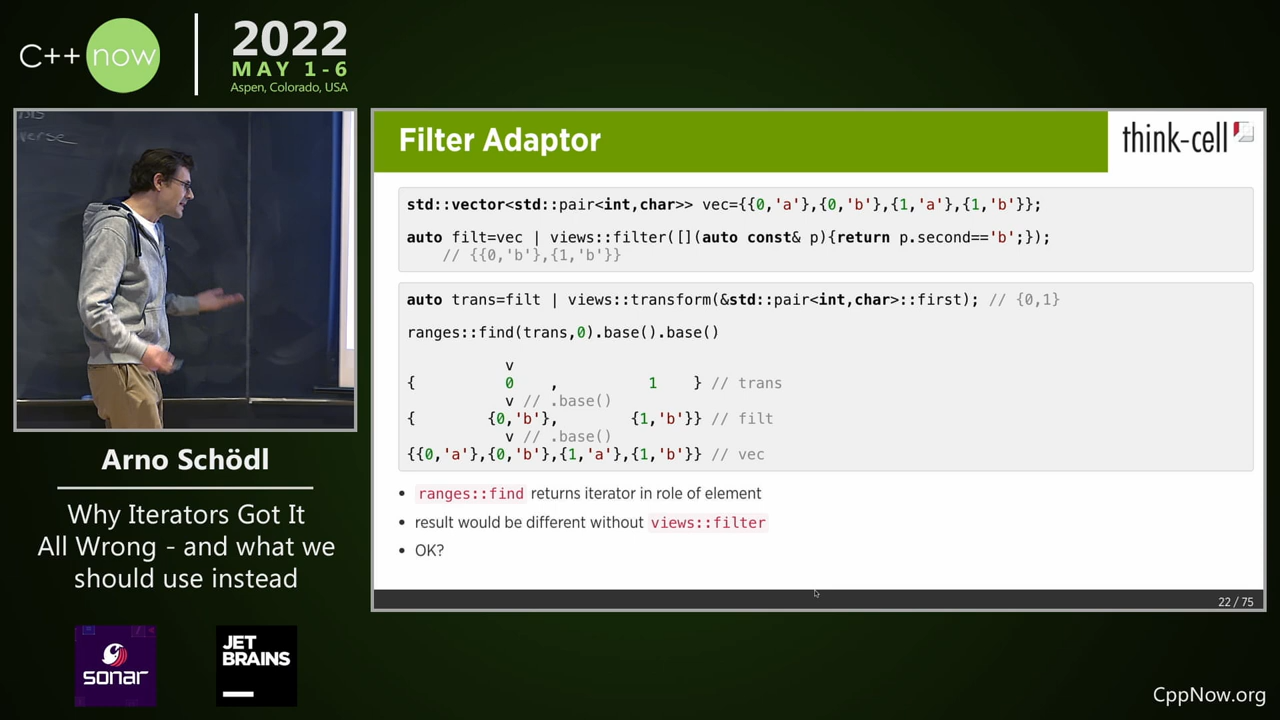 C++ now
2022
MAY 1-6
Aspen, Colorado, USA
verse
Arno Schödl
Why Iterators Got It
All Wrong - and what we
should use instead
sonar
JET
BRAINS
Filter Adaptor
think-cell
std::vector<std::pair<int,char>> vec={{0,'a'},{0,'b'},{1,'a'},{1,'b'}};
auto filt=vec | views::filter([](auto const& p){return p.second=='b';});
// {{0,'b'},{1,'b'}}
auto trans=filt | views::transform(&std::pair<int,char>::first); // {0,1}
ranges::find(trans,0).base().base()
v
{ 0 , 1 } // trans
v // .base()
{ {0,'b'}, {1,'b'}} // filt
v // .base()
{{0,'a'},{0,'b'},{1,'a'},{1,'b'}} // vec
• ranges::find returns iterator in role of element
• result would be different without views::filter
• OK?
22 / 75
CppNow.org